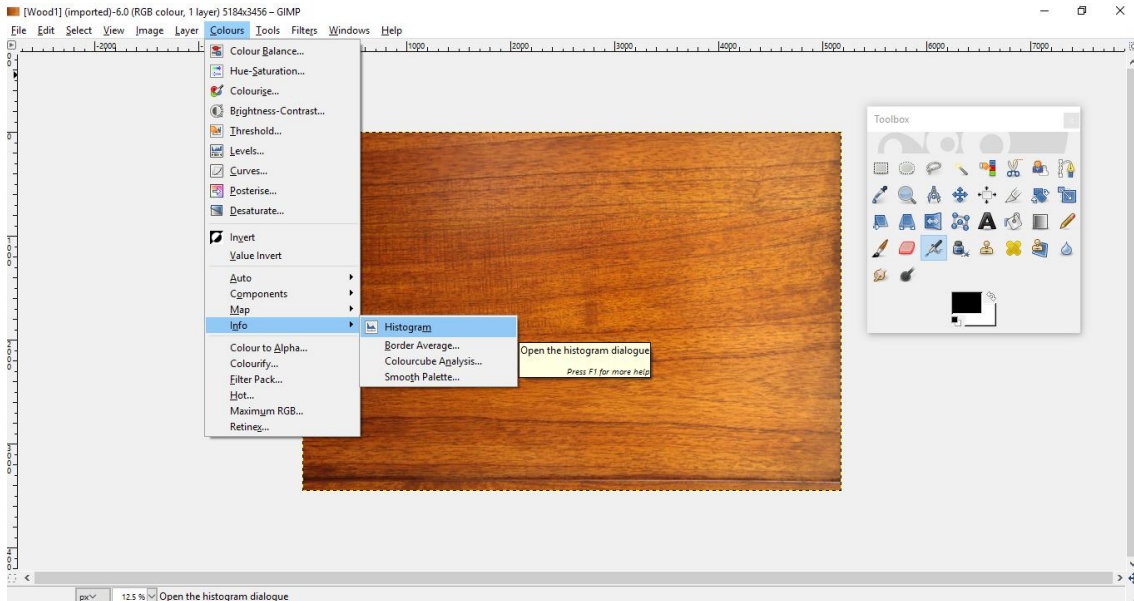 [Wood1] (imported)-6.0 (RGB colour, 1 layer) 5184x3456 – GIMP
File Edit Select View Image Layer Colours Tools Filters Windows Help
-2000 1000 2000 3000 4000 5000 6000 7000
Colour Balance...
Hue-Saturation...
Colourise...
Brightness-Contrast...
Threshold...
Levels...
Curves...
Posterise...
Desaturate...
Invert
Value Invert
Auto
Components
Map
Info
Colour to Alpha...
Colourify...
Filter Pack...
Hot...
Maximum RGB...
Retinex...
Histogram
Border Average...
Colourcube Analysis...
Smooth Palette...
Open the histogram dialogue
Press F1 for more help
Toolbox
px 12.5 % Open the histogram dialogue